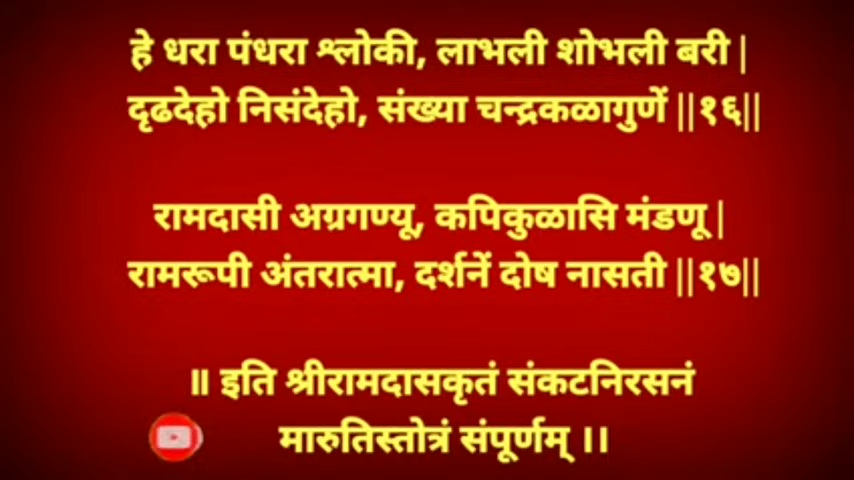 हे धरा पंधरा श्लोकी, लाभली शोभली बरी |
दृढदेहो निसंदेहो, संख्या चन्द्रकळागुणें ||१६||
रामदासी अग्रगण्यू, कपिकुळासि मंडणू |
रामरूपी अंतरात्मा, दर्शनें दोष नासती ||१७||
॥ इति श्रीरामदासकृतं संकटनिरसनं
मारुतिस्तोत्रं संपूर्णम् ।।